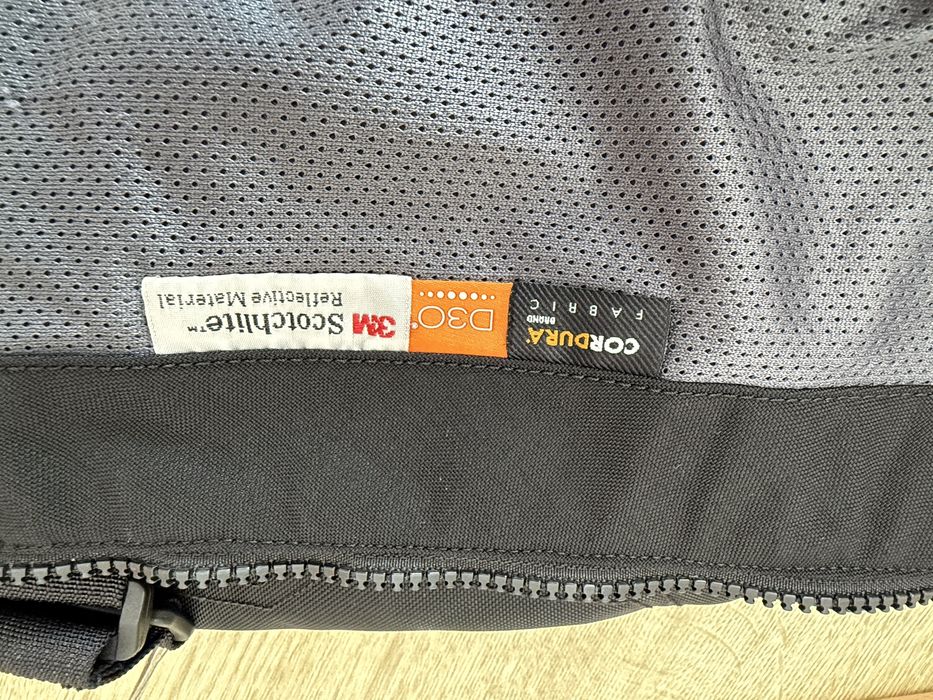 CORDURA®
BRAND
FABRIC
D3O®
3M Scotchlite™
Reflective Material